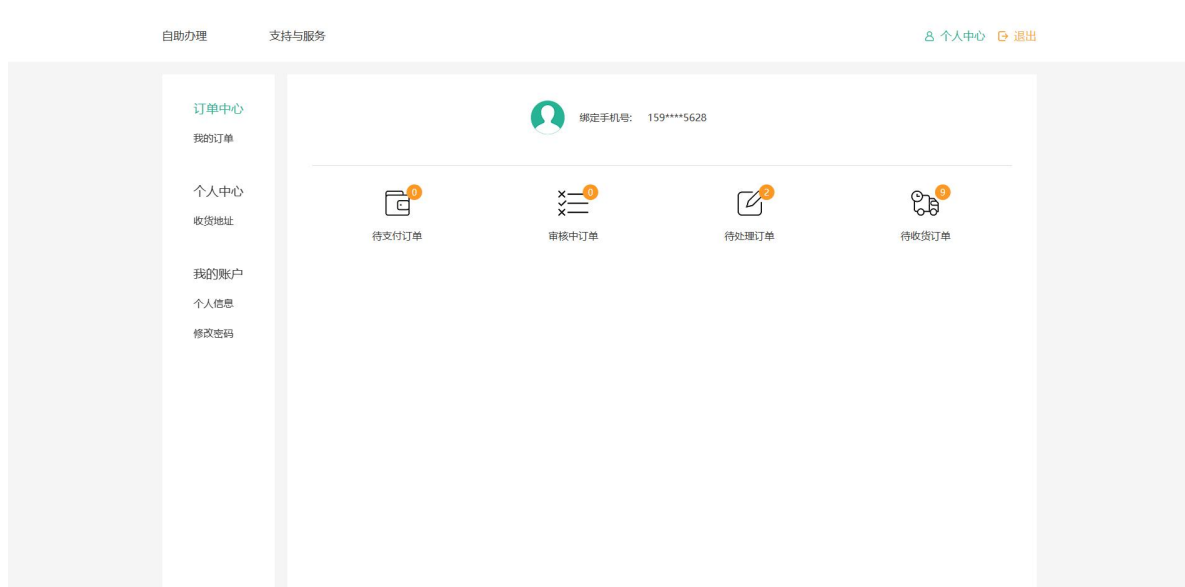 自助办理 支持与服务 个人中心 退出
订单中心
我的订单
个人中心
收货地址
我的账户
个人信息
修改密码
绑定手机号: 159****5628
0 0 2 9
待支付订单 审核中订单 待处理订单 待收货订单